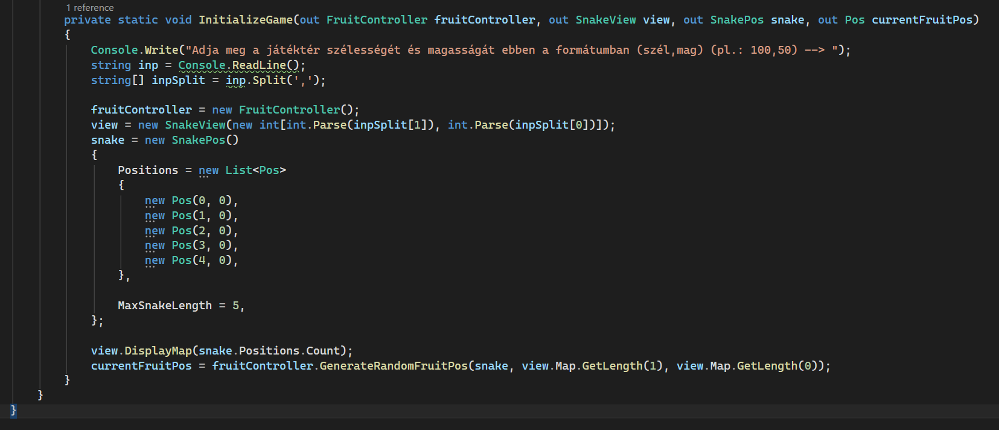 1 reference
private static void InitializeGame(out FruitController fruitController, out SnakeView view, out SnakePos snake, out Pos currentFruitPos)
{
Console.Write("Adja meg a játéktér szélességét és magasságát ebben a formátumban (szél,mag) (pl.: 100,50) --> ");
string inp = Console.ReadLine();
string[] inpSplit = inp.Split(',');
fruitController = new FruitController();
view = new SnakeView(new int[int.Parse(inpSplit[1]), int.Parse(inpSplit[0])]);
snake = new SnakePos()
{
Positions = new List<Pos>
{
new Pos(0, 0),
new Pos(1, 0),
new Pos(2, 0),
new Pos(3, 0),
new Pos(4, 0),
},
MaxSnakeLength = 5,
};
view.DisplayMap(snake.Positions.Count);
currentFruitPos = fruitController.GenerateRandomFruitPos(snake, view.Map.GetLength(1), view.Map.GetLength(0));
}
}
}